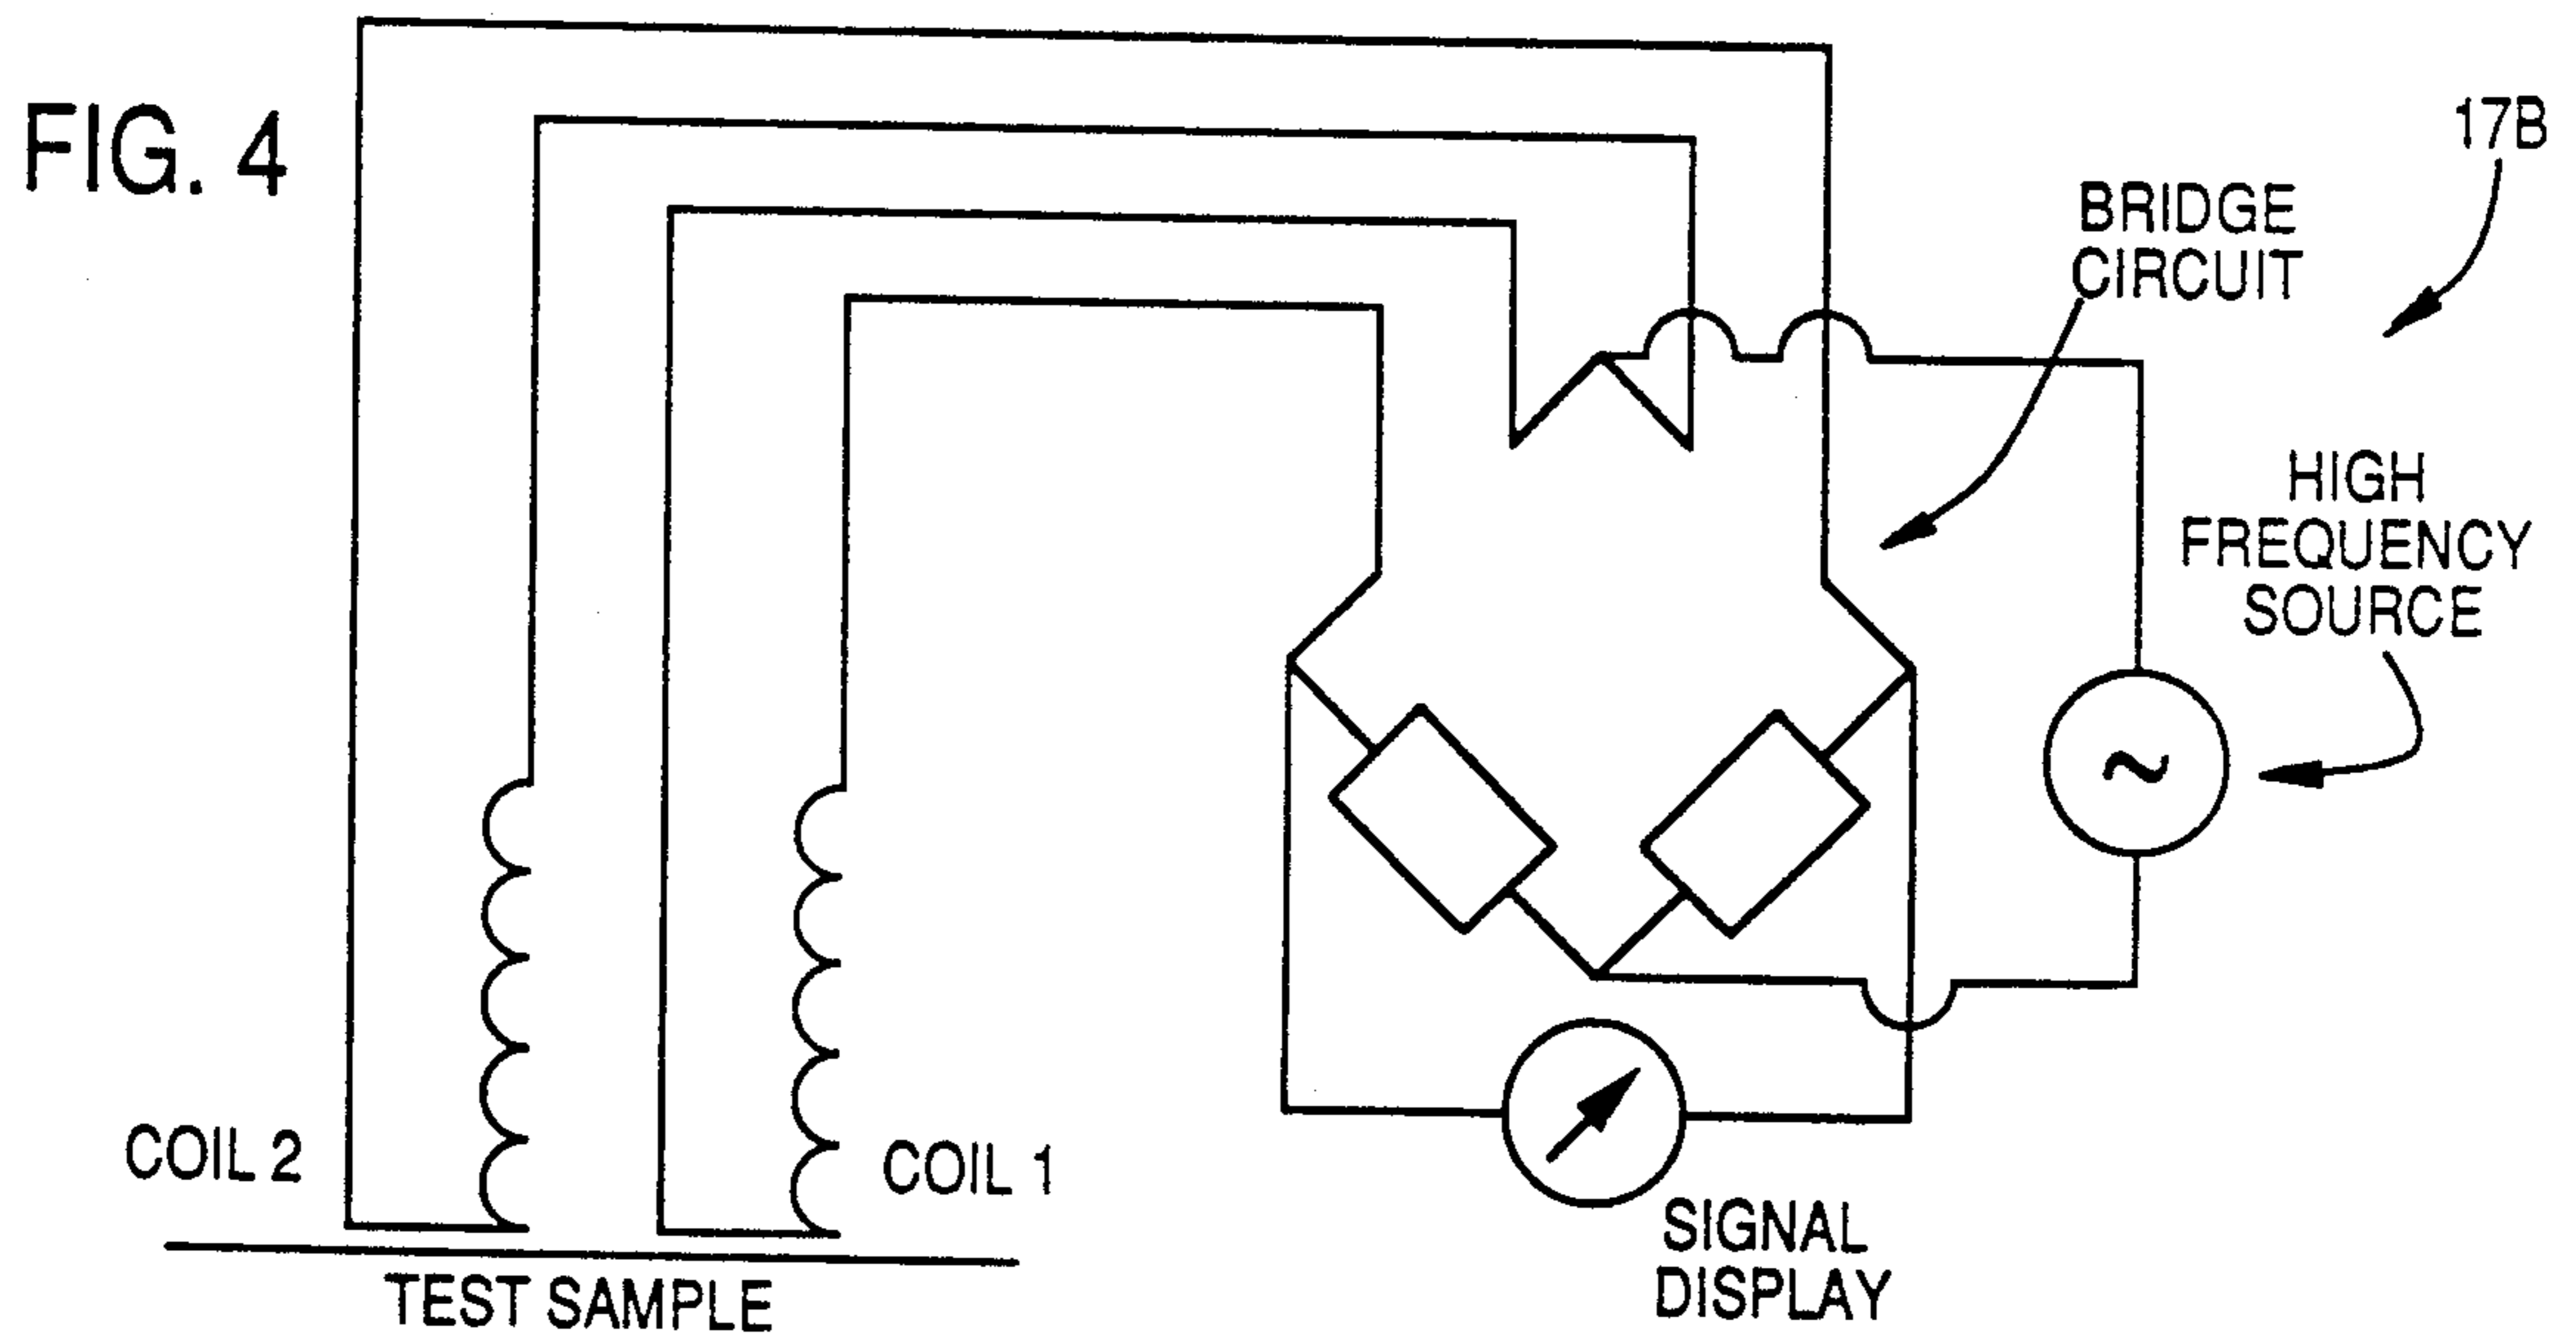 FIG. 4
17B
BRIDGE
CIRCUIT
HIGH
FREQUENCY
SOURCE
~
COIL 2
COIL 1
SIGNAL
DISPLAY
TEST SAMPLE